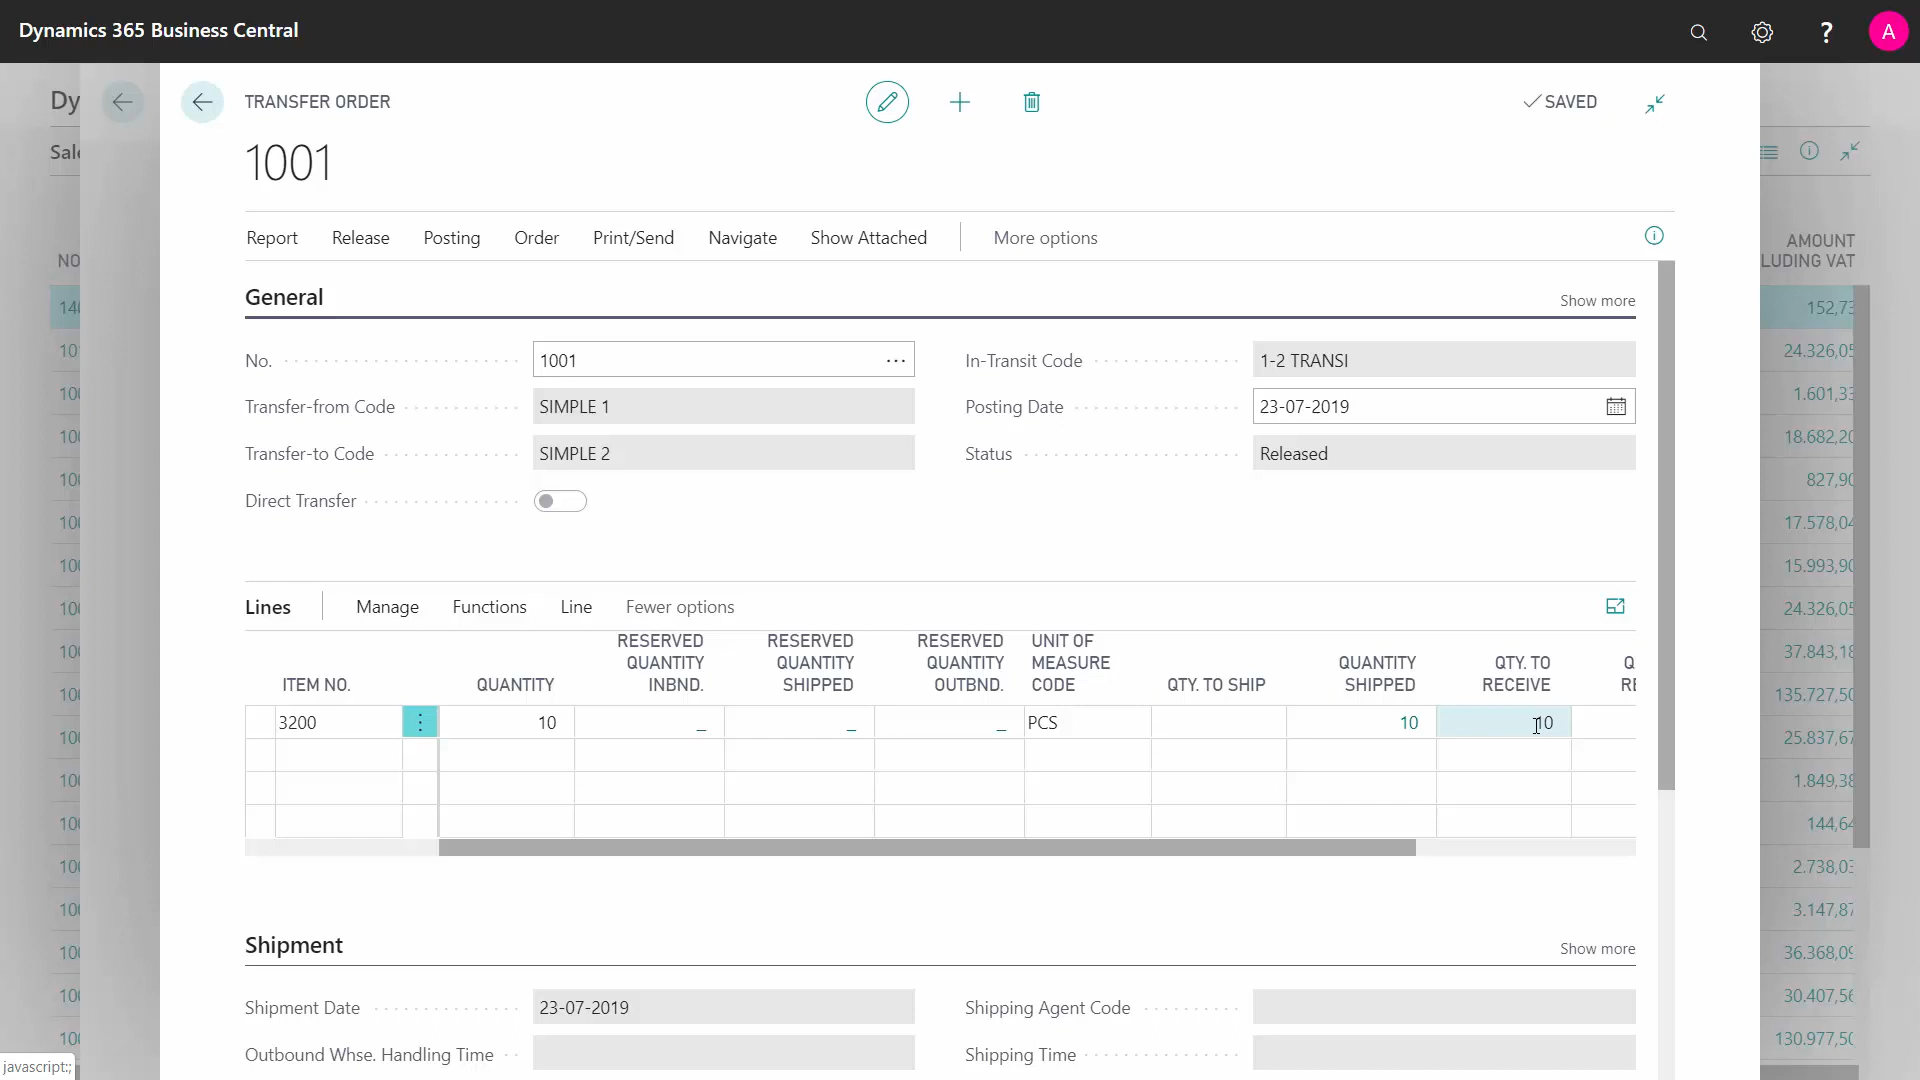 Dynamics 365 Business Central
A
Dy
TRANSFER ORDER
SAVED
1001
Sale
Report Release Posting Order Print/Send Navigate Show Attached More options
NO
AMOUNT
LUDING VAT
General
Show more
No. 1001 ···
In-Transit Code 1-2 TRANSI
Transfer-from Code SIMPLE 1
Posting Date 23-07-2019
Transfer-to Code SIMPLE 2
Status Released
Direct Transfer
Lines Manage Functions Line Fewer options
ITEM NO. QUANTITY RESERVED QUANTITY INBND. RESERVED QUANTITY SHIPPED RESERVED QUANTITY OUTBND. UNIT OF MEASURE CODE QTY. TO SHIP QUANTITY SHIPPED QTY. TO RECEIVE
3200 10 _ _ _ PCS 10 10
Shipment
Show more
Shipment Date 23-07-2019
Shipping Agent Code
Outbound Whse. Handling Time
Shipping Time
152,73
24.326,05
1.601,33
18.682,20
827,90
17.578,04
15.993,90
24.326,05
37.843,18
135.727,50
25.837,67
1.849,38
144,64
2.738,03
3.147,87
36.368,09
30.407,56
130.977,50
javascript:;